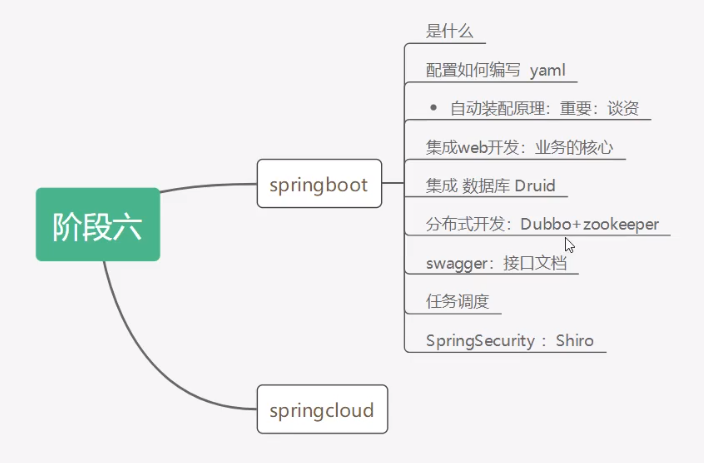 阶段六
springboot
是什么
配置如何编写 yaml
自动装配原理：重要：谈资
集成web开发：业务的核心
集成 数据库 Druid
分布式开发：Dubbo+zookeeper
swagger：接口文档
任务调度
SpringSecurity ：Shiro
springcloud